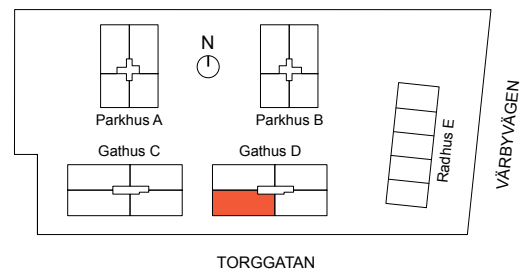 N
Parkhus A
Parkhus B
Gathus C
Gathus D
Radhus E
VÄRBYVÄGEN
TORGGATAN